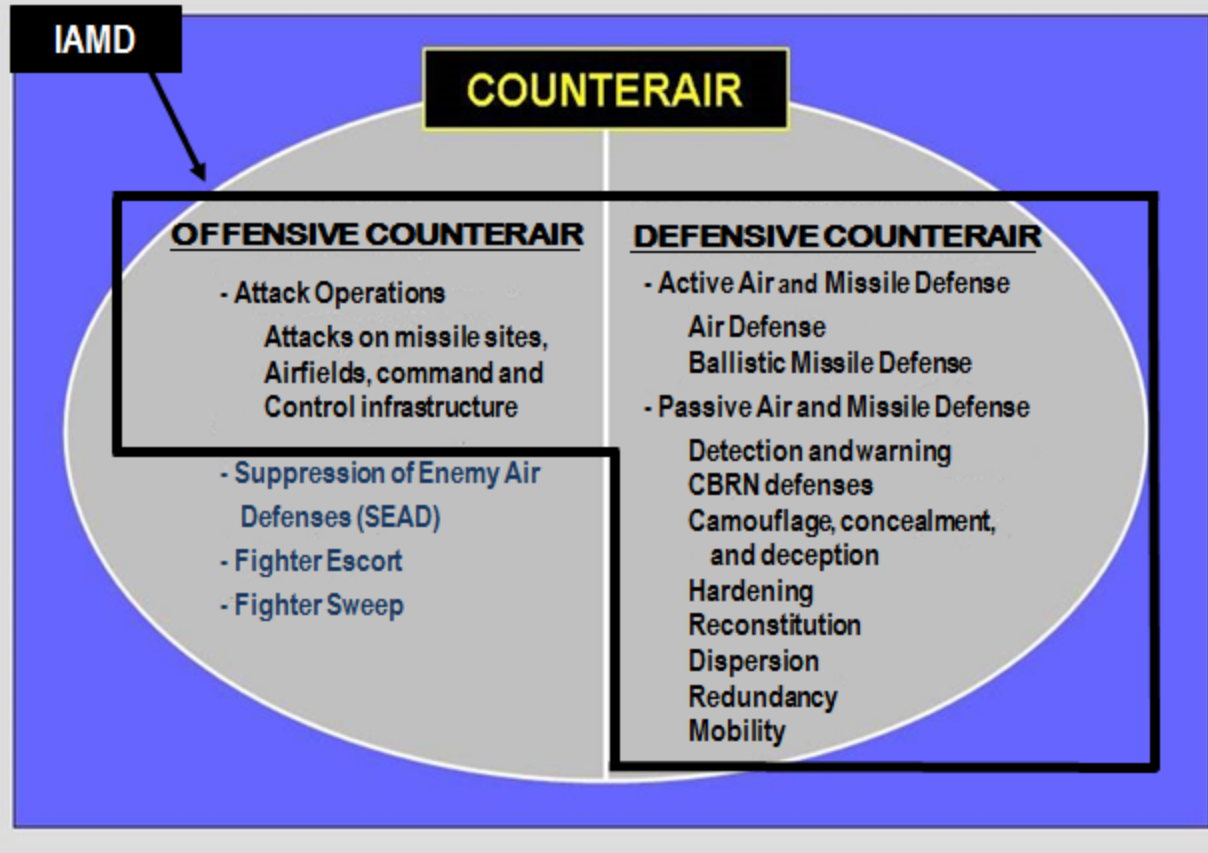 IAMD
COUNTERAIR
OFFENSIVE COUNTERAIR
- Attack Operations
Attacks on missile sites,
Airfields, command and
Control infrastructure
- Suppression of Enemy Air
Defenses (SEAD)
- Fighter Escort
- Fighter Sweep
DEFENSIVE COUNTERAIR
- Active Air and Missile Defense
Air Defense
Ballistic Missile Defense
- Passive Air and Missile Defense
Detection and warning
CBRN defenses
Camouflage, concealment,
and deception
Hardening
Reconstitution
Dispersion
Redundancy
Mobility